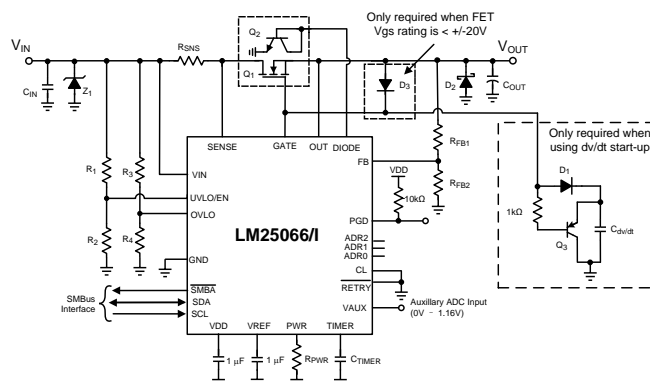 Only required when FET
Vgs rating is < +/-20V
Q2
RSNS
VIN
VOUT
Q1
D3
D2
COUT
CIN
Z1
Only required when
using dv/dt start-up
SENSE
GATE
OUT
DIODE
RFB1
R1
R3
VIN
FB
VDD
RFB2
D1
UVLO/EN
10kΩ
1kΩ
OVLO
PGD
Q3
Cdv/dt
R2
R4
LM25066/I
ADR2
ADR1
ADR0
GND
CL
RETRY
SMBus
Interface
SMBA
SDA
SCL
VAUX
Auxillary ADC Input
(0V - 1.16V)
VDD
VREF
PWR
TIMER
1 µF
1 µF
RPWR
CTIMER